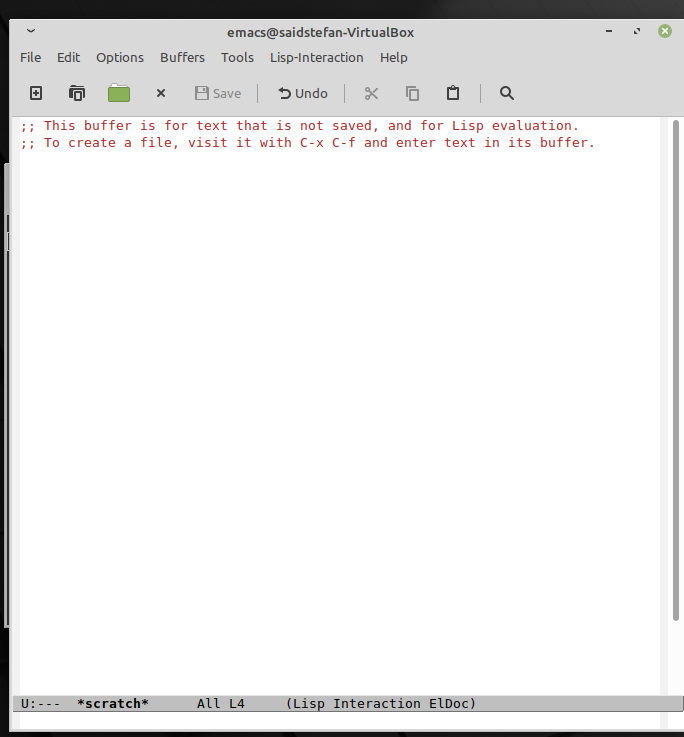 emacs@saidstefan-VirtualBox
File Edit Options Buffers Tools Lisp-Interaction Help
Save Undo
;; This buffer is for text that is not saved, and for Lisp evaluation.
;; To create a file, visit it with C-x C-f and enter text in its buffer.
U:--- *scratch* All L4 (Lisp Interaction ElDoc)